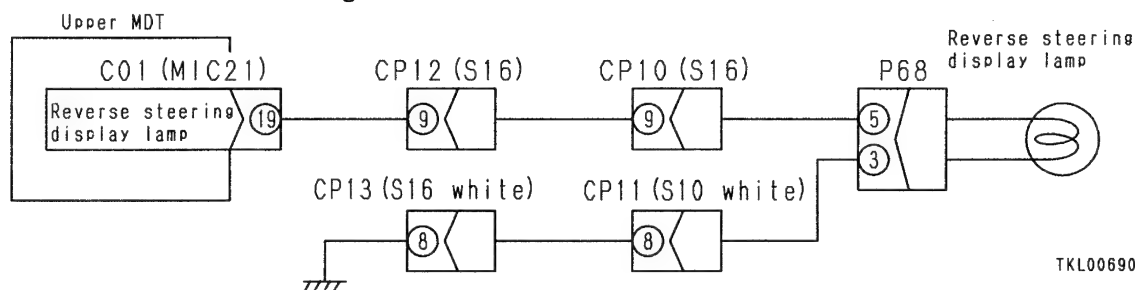 Upper MDT
C01 (MIC21)
CP12 (S16)
CP10 (S16)
P68
Reverse steering
display lamp
Reverse steering
display lamp
19
9
9
5
3
CP13 (S16 white)
CP11 (S10 white)
8
8
TKL00690